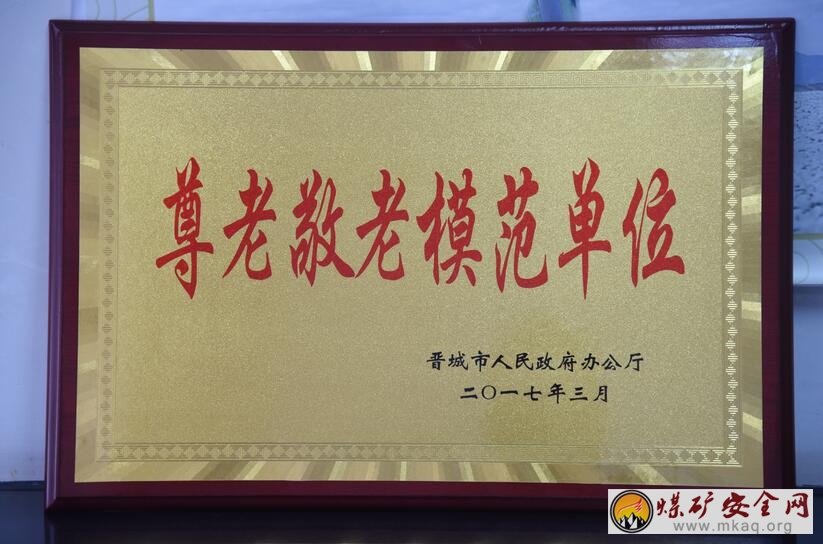 尊老敬老模范单位
晋城市人民政府办公厅
二〇一七年三月
煤矿安全网
www.mkaq.org